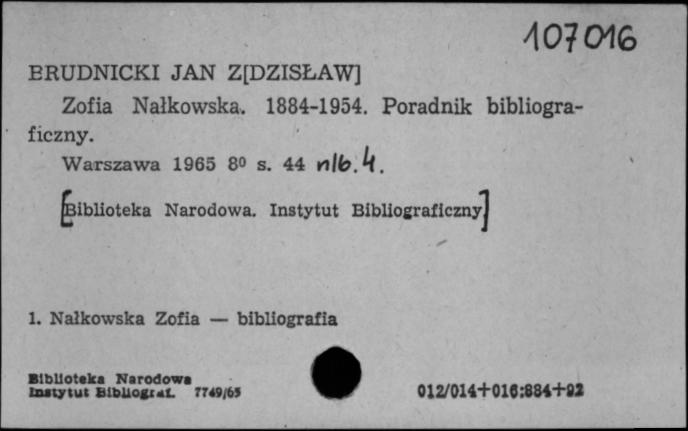 107016
BRUDNICKI JAN Z[DZISŁAW]
Zofia Nałkowska. 1884-1954. Poradnik bibliogra-
ficzny.
Warszawa 1965 8⁰ s. 44 nlb. 4.
[Biblioteka Narodowa. Instytut Bibliograficzny]
1. Nałkowska Zofia — bibliografia
Biblioteka Narodowa
Instytut Bibliograf. 7749/65
012/014+016:884+92